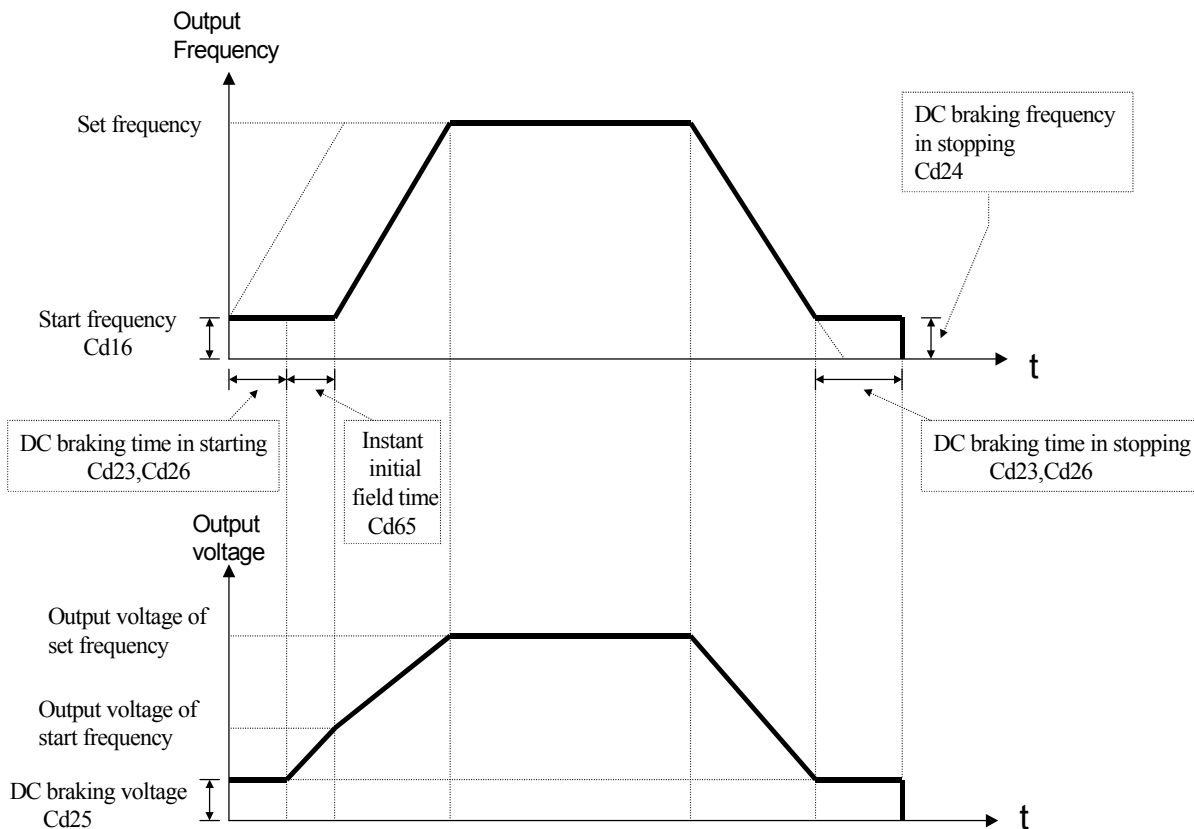 Output
Frequency
Set frequency
DC braking frequency
in stopping
Cd24
Start frequency
Cd16
t
DC braking time in starting
Cd23,Cd26
Instant
initial
field time
Cd65
DC braking time in stopping
Cd23,Cd26
Output
voltage
Output voltage of
set frequency
Output voltage of
start frequency
DC braking voltage
Cd25
t